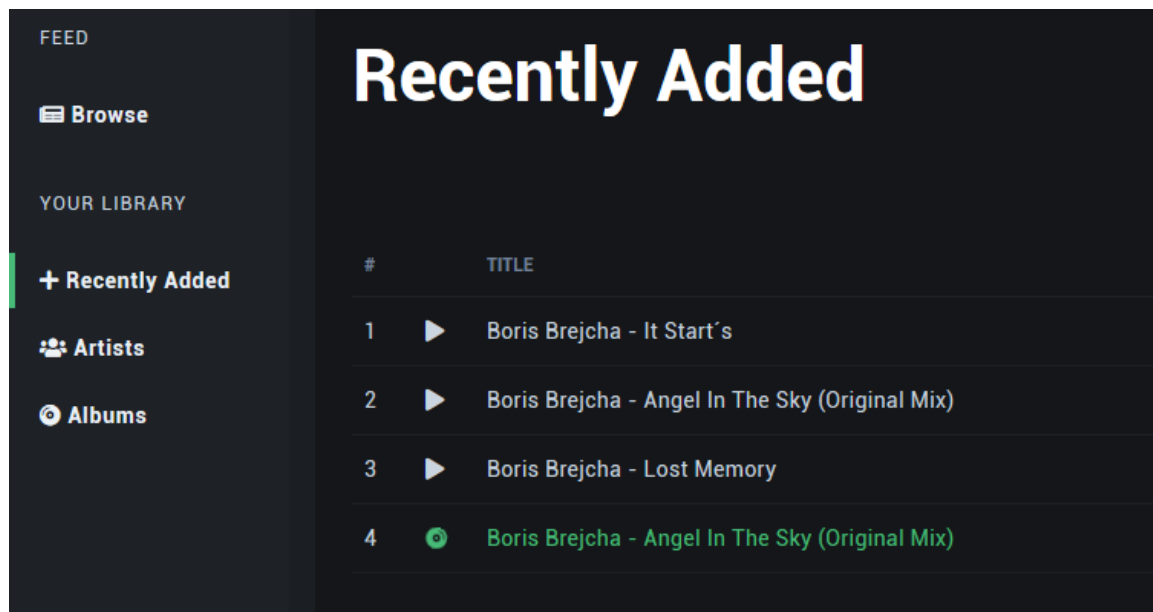 FEED
Browse
YOUR LIBRARY
Recently Added
Artists
Albums
Recently Added
# TITLE
1 Boris Brejcha - It Start´s
2 Boris Brejcha - Angel In The Sky (Original Mix)
3 Boris Brejcha - Lost Memory
4 Boris Brejcha - Angel In The Sky (Original Mix)